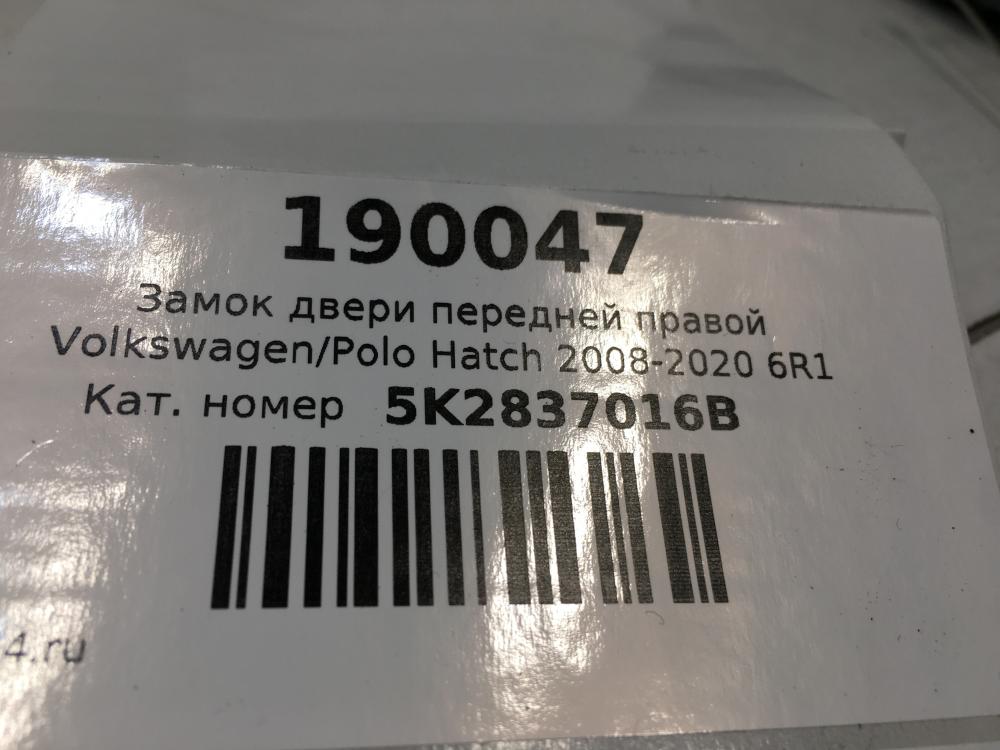 190047
Замок двери передней правой
Volkswagen/Polo Hatch 2008-2020 6R1
Кат. номер 5K2837016B
4.ru